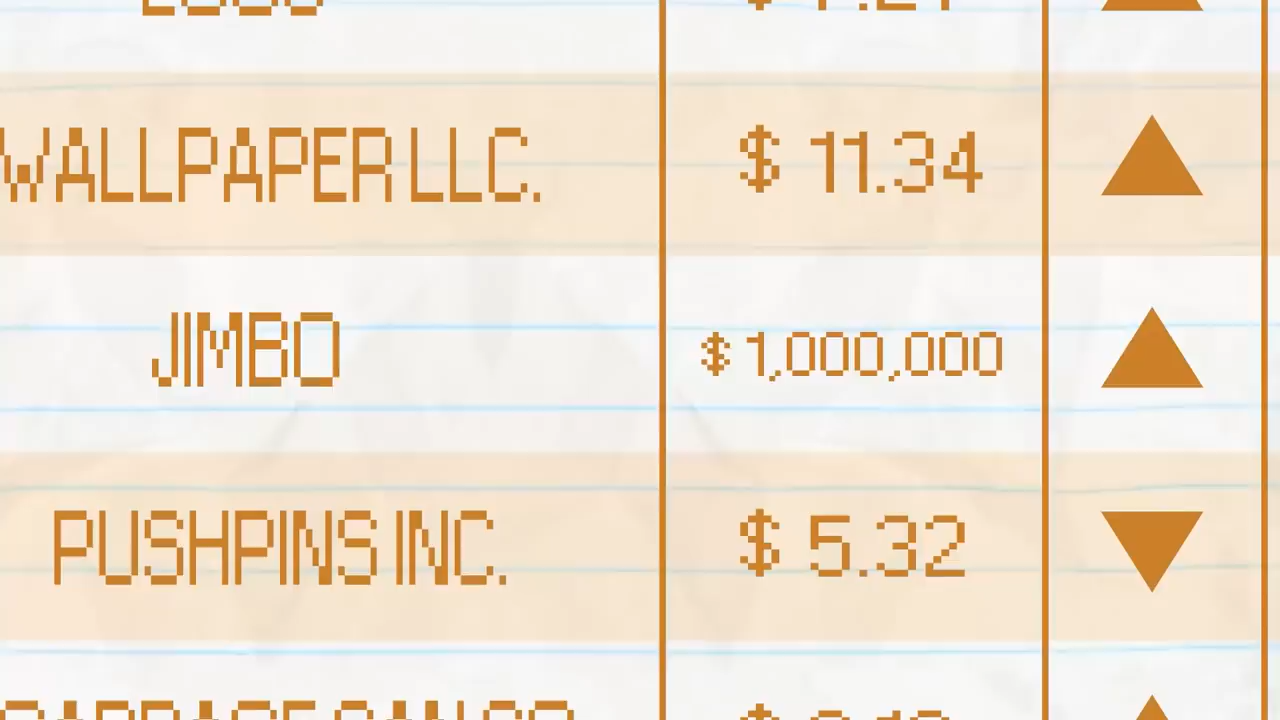 WALLPAPER LLC. $ 11.34
JIMBO $ 1,000,000
PUSHPINS INC. $ 5.32